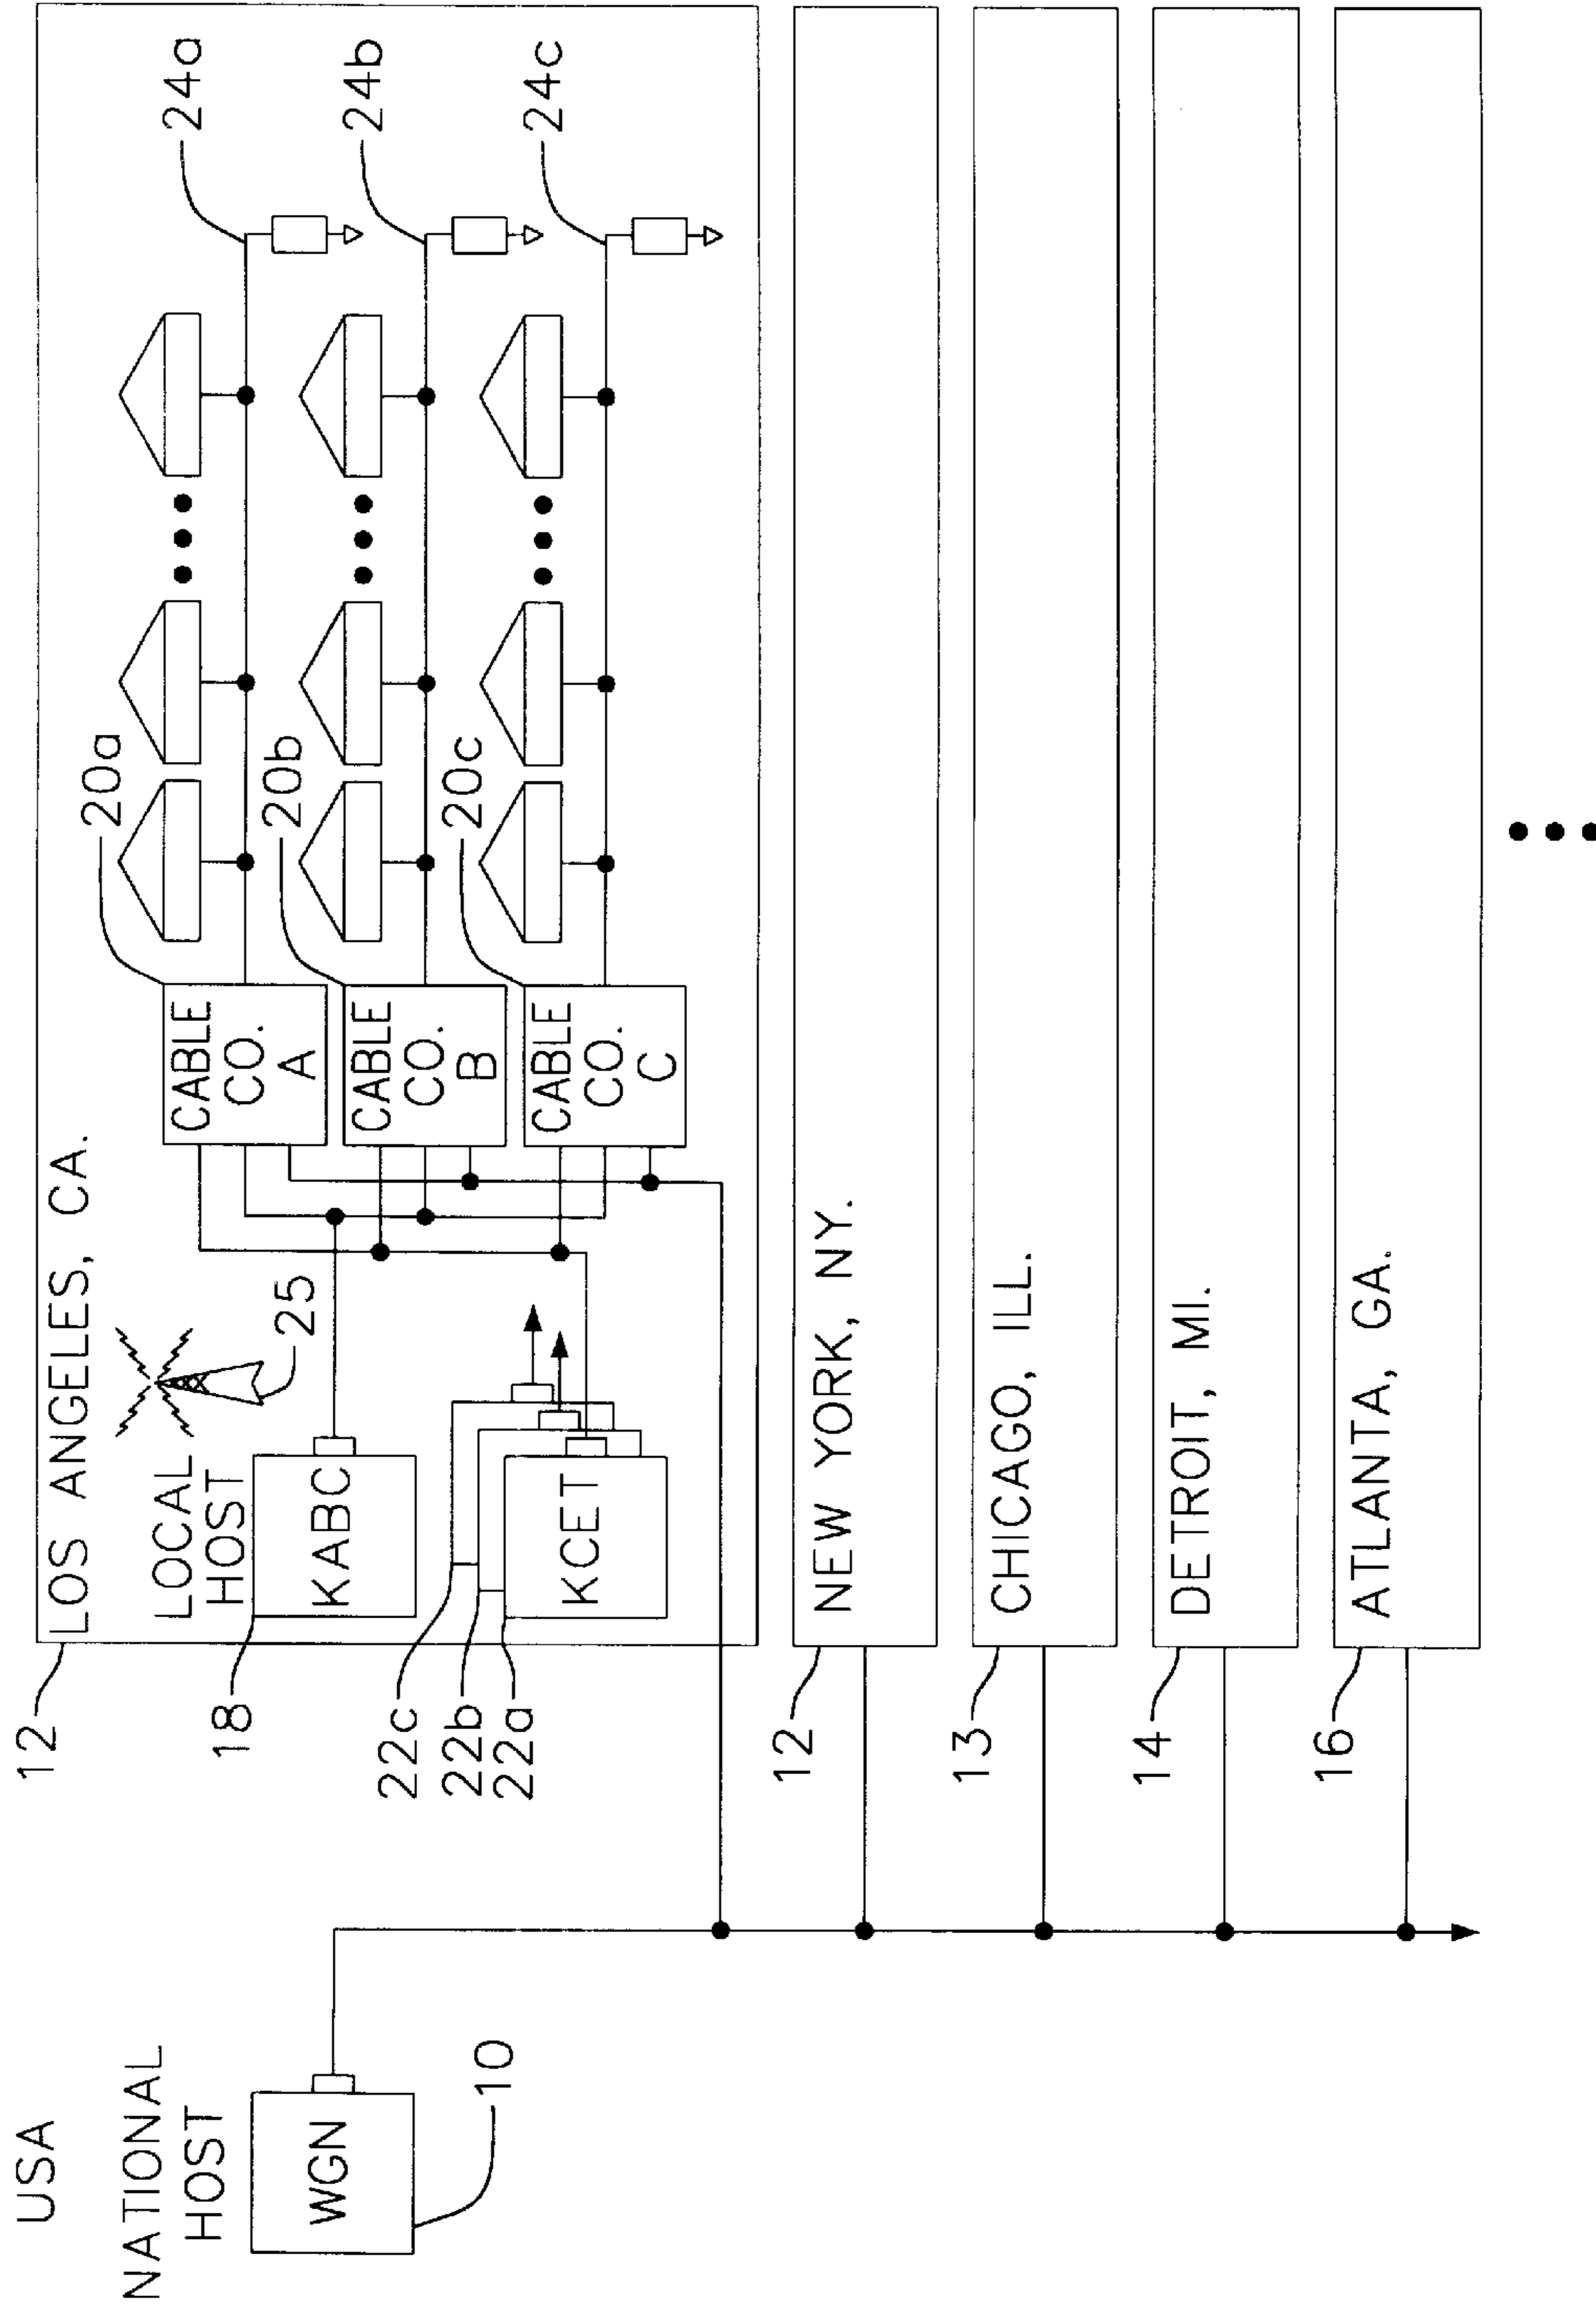 USA
NATIONAL
HOST
WGN
10
12
LOS ANGELES, CA.
LOCAL
HOST
KABC
18
25
22c
22b
22a
KCET
CABLE
CO.
A
20a
24a
CABLE
CO.
B
20b
24b
CABLE
CO.
C
20c
24c
12
NEW YORK, NY.
13
CHICAGO, ILL.
14
DETROIT, MI.
16
ATLANTA, GA.